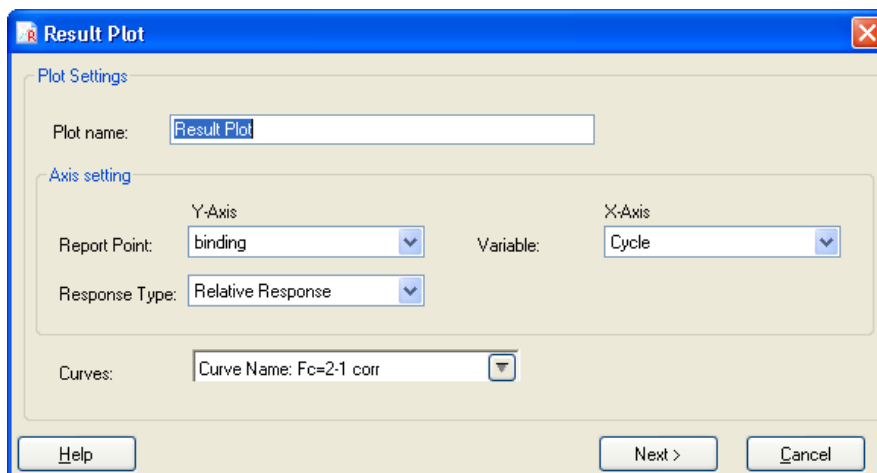 Result Plot
Plot Settings
Plot name: Result Plot
Axis setting
Y-Axis X-Axis
Report Point: binding Variable: Cycle
Response Type: Relative Response
Curves: Curve Name: Fc=2-1 corr
Help Next > Cancel